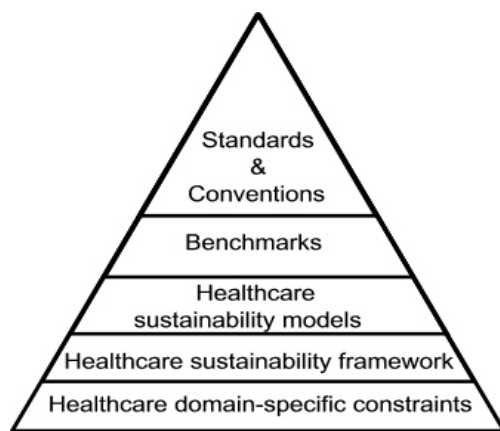 Standards
&
Conventions
Benchmarks
Healthcare
sustainability models
Healthcare sustainability framework
Healthcare domain-specific constraints